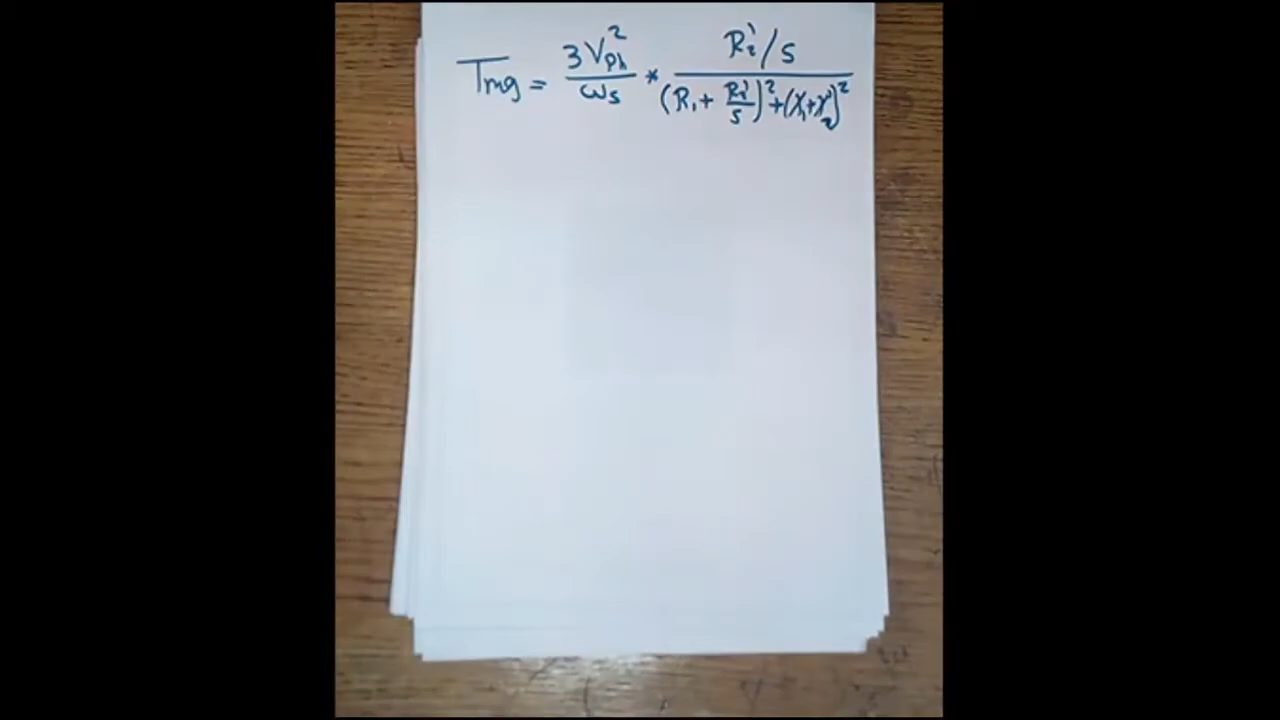 Tmg = 3Vph² / ωs * (R₂'/s) / ((R₁ + R₂'/s)² + (X₁+X₂')²)